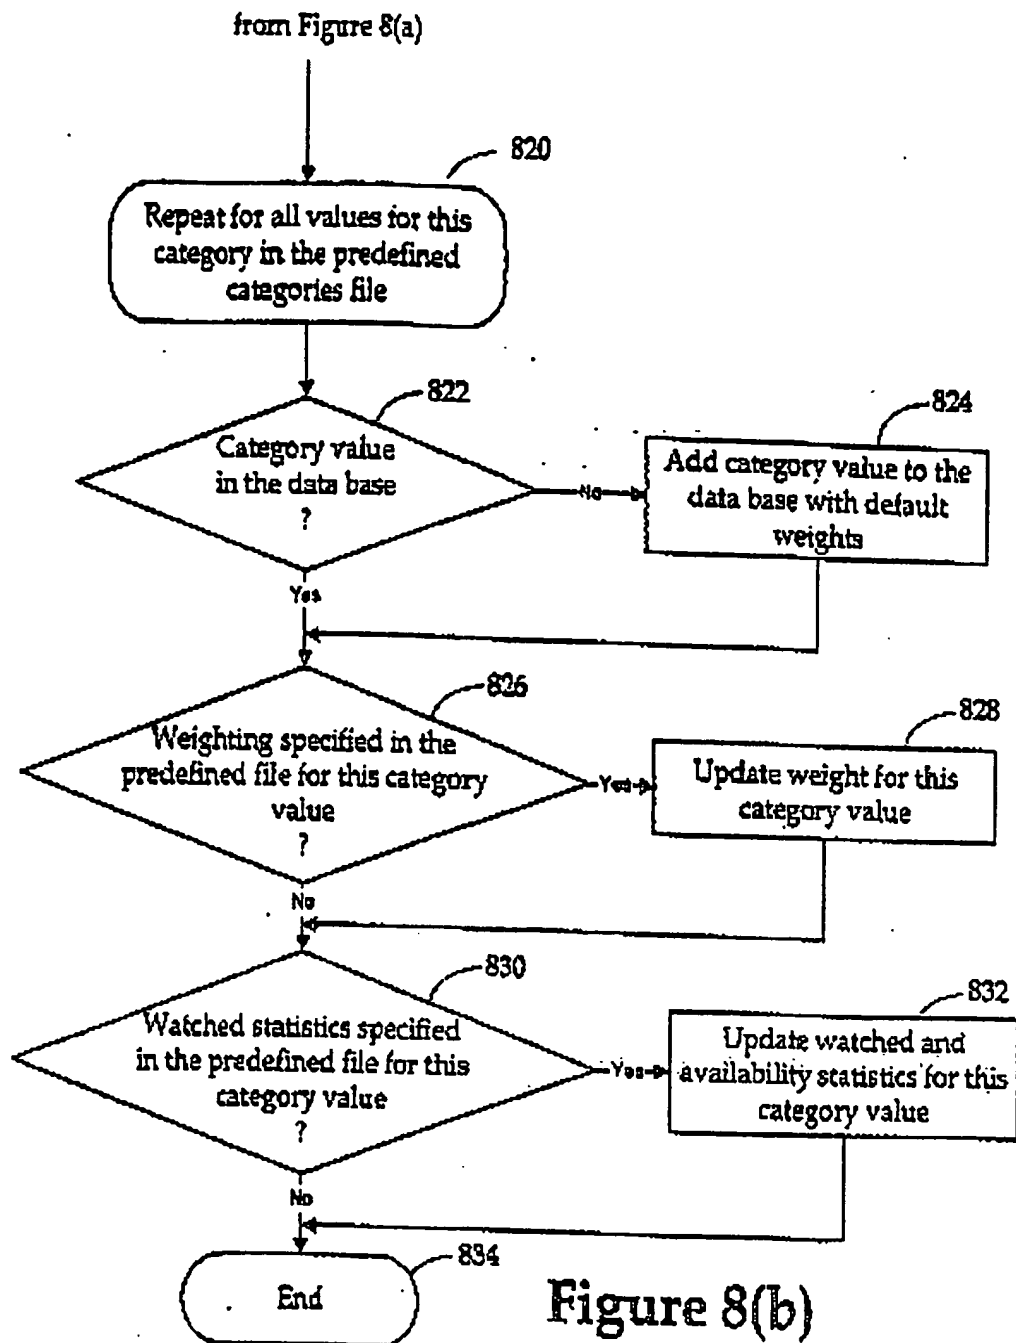 from Figure 8(a)
820
Repeat for all values for this
category in the predefined
categories file
822
Category value
in the data base
?
No
824
Add category value to the
data base with default
weights
Yes
826
Weighting specified in the
predefined file for this category
value
?
Yes
828
Update weight for this
category value
No
830
Watched statistics specified
in the predefined file for this
category value
?
Yes
832
Update watched and
availability statistics for this
category value
No
834
End
Figure 8(b)